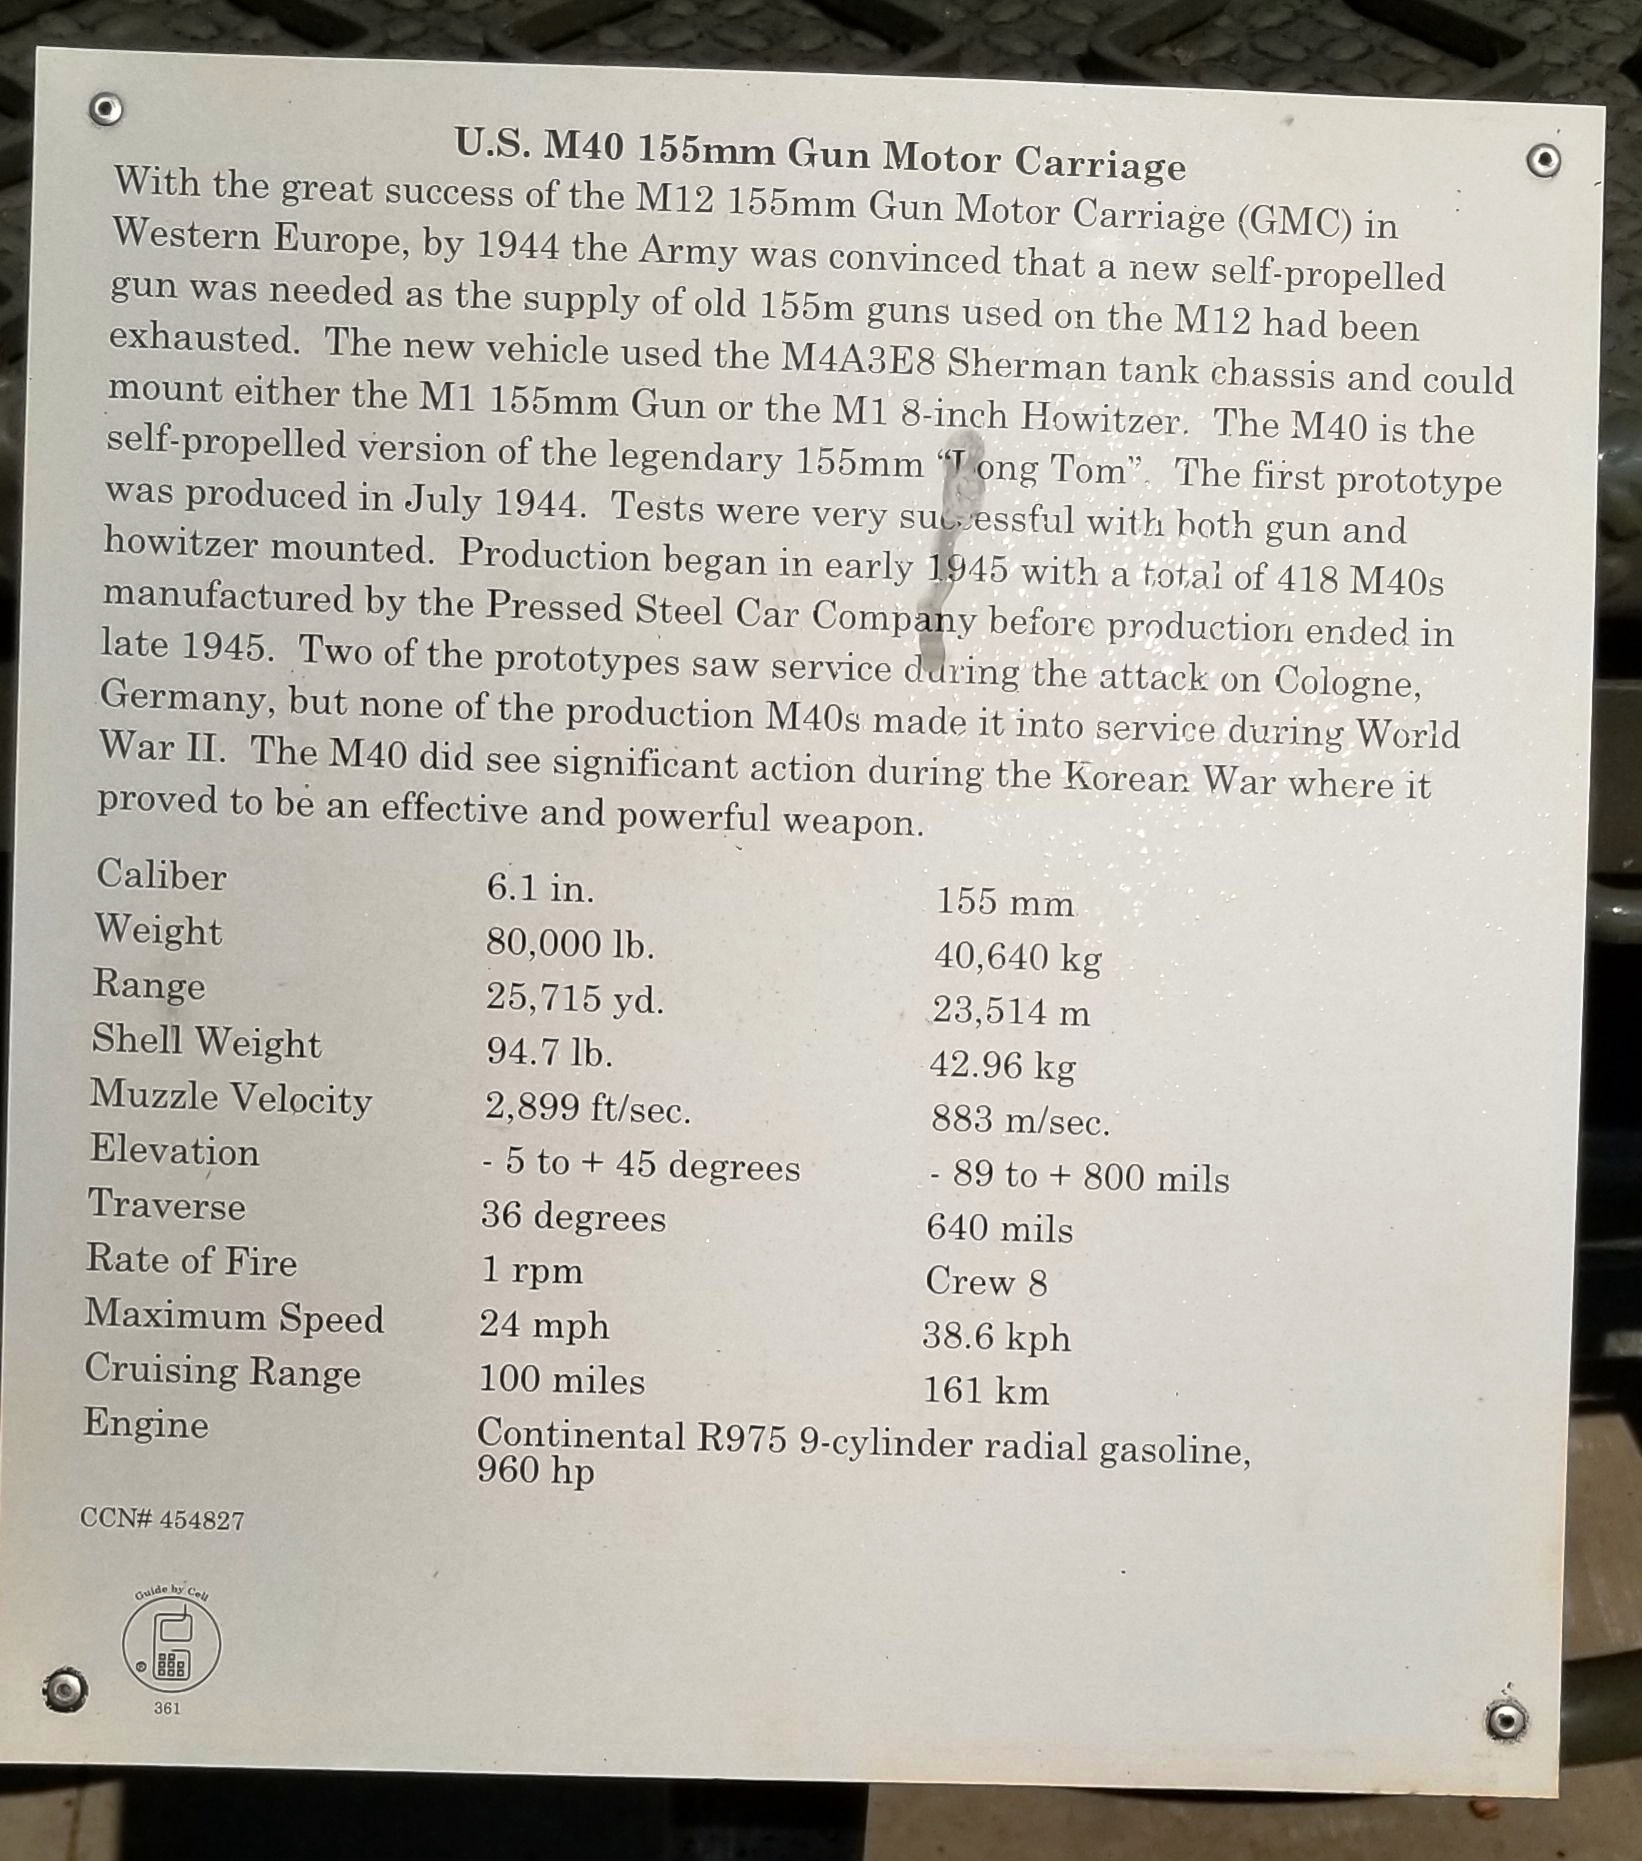 U.S. M40 155mm Gun Motor Carriage
With the great success of the M12 155mm Gun Motor Carriage (GMC) in
Western Europe, by 1944 the Army was convinced that a new self-propelled
gun was needed as the supply of old 155m guns used on the M12 had been
exhausted. The new vehicle used the M4A3E8 Sherman tank chassis and could
mount either the M1 155mm Gun or the M1 8-inch Howitzer. The M40 is the
self-propelled version of the legendary 155mm “Long Tom”. The first prototype
was produced in July 1944. Tests were very successful with both gun and
howitzer mounted. Production began in early 1945 with a total of 418 M40s
manufactured by the Pressed Steel Car Company before production ended in
late 1945. Two of the prototypes saw service during the attack on Cologne,
Germany, but none of the production M40s made it into service during World
War II. The M40 did see significant action during the Korean War where it
proved to be an effective and powerful weapon.
Caliber 6.1 in. 155 mm
Weight 80,000 lb. 40,640 kg
Range 25,715 yd. 23,514 m
Shell Weight 94.7 lb. 42.96 kg
Muzzle Velocity 2,899 ft/sec. 883 m/sec.
Elevation - 5 to + 45 degrees - 89 to + 800 mils
Traverse 36 degrees 640 mils
Rate of Fire 1 rpm Crew 8
Maximum Speed 24 mph 38.6 kph
Cruising Range 100 miles 161 km
Engine Continental R975 9-cylinder radial gasoline,
960 hp
CCN# 454827
Guide by Cell
361